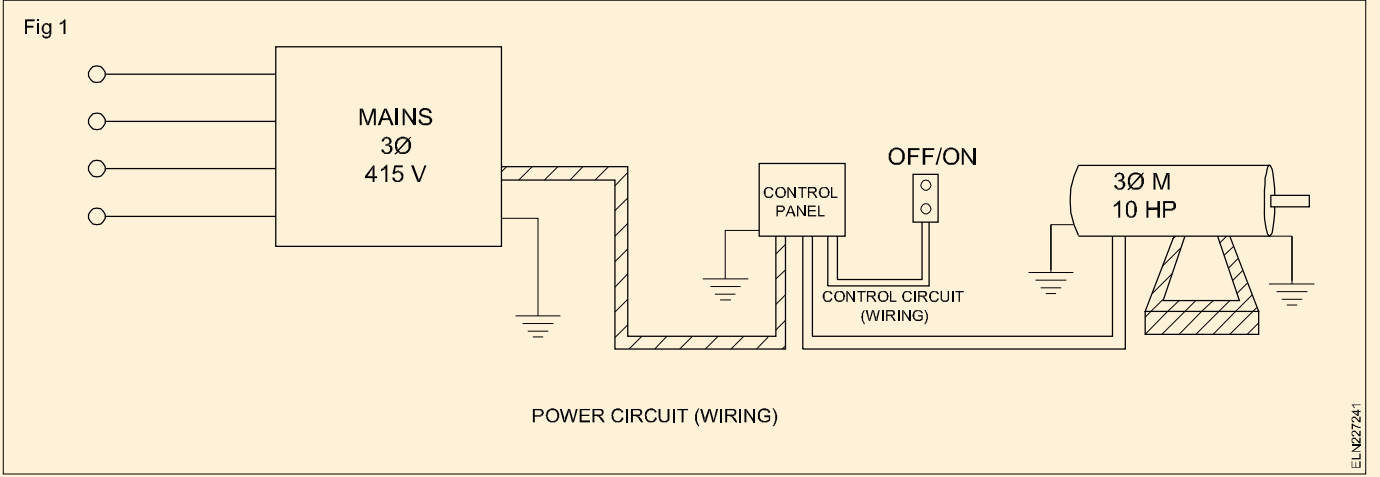 Fig 1
MAINS
3Ø
415 V
CONTROL
PANEL
OFF/ON
3Ø M
10 HP
CONTROL CIRCUIT
(WIRING)
POWER CIRCUIT (WIRING)
ELN227241